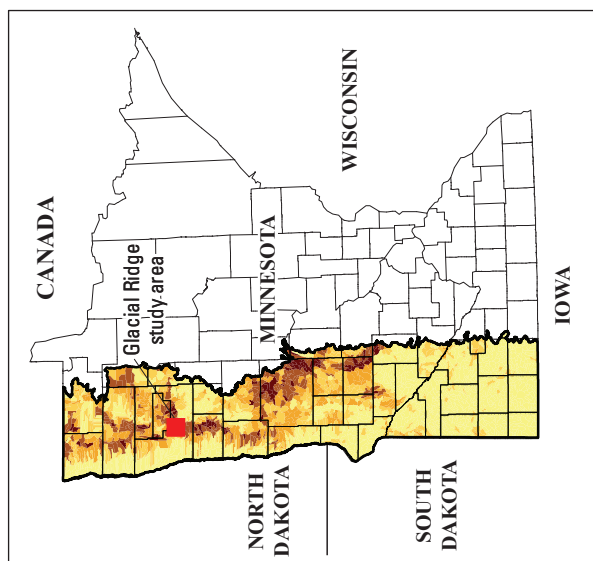 CANADA
Glacial Ridge
study area
MINNESOTA
WISCONSIN
NORTH
DAKOTA
SOUTH
DAKOTA
IOWA